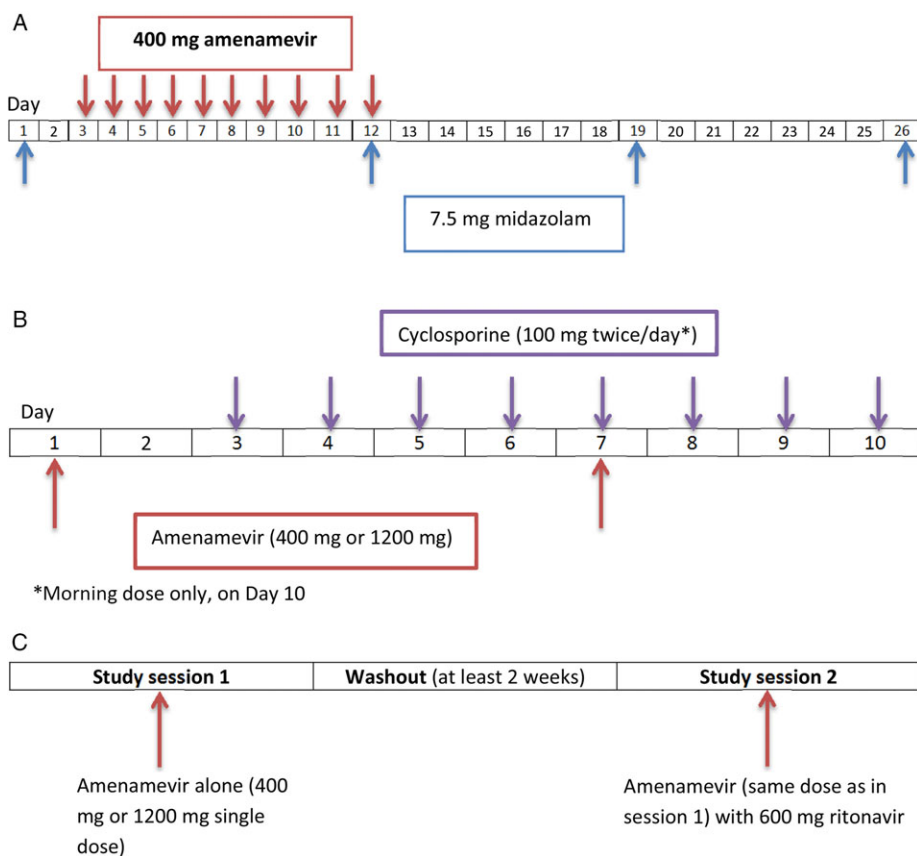 A
400 mg amenamevir
Day
1 2 3 4 5 6 7 8 9 10 11 12 13 14 15 16 17 18 19 20 21 22 23 24 25 26
7.5 mg midazolam
B
Cyclosporine (100 mg twice/day*)
Day
1 2 3 4 5 6 7 8 9 10
Amenamevir (400 mg or 1200 mg)
*Morning dose only, on Day 10
C
Study session 1 Washout (at least 2 weeks) Study session 2
Amenamevir alone (400
mg or 1200 mg single
dose)
Amenamevir (same dose as in
session 1) with 600 mg ritonavir